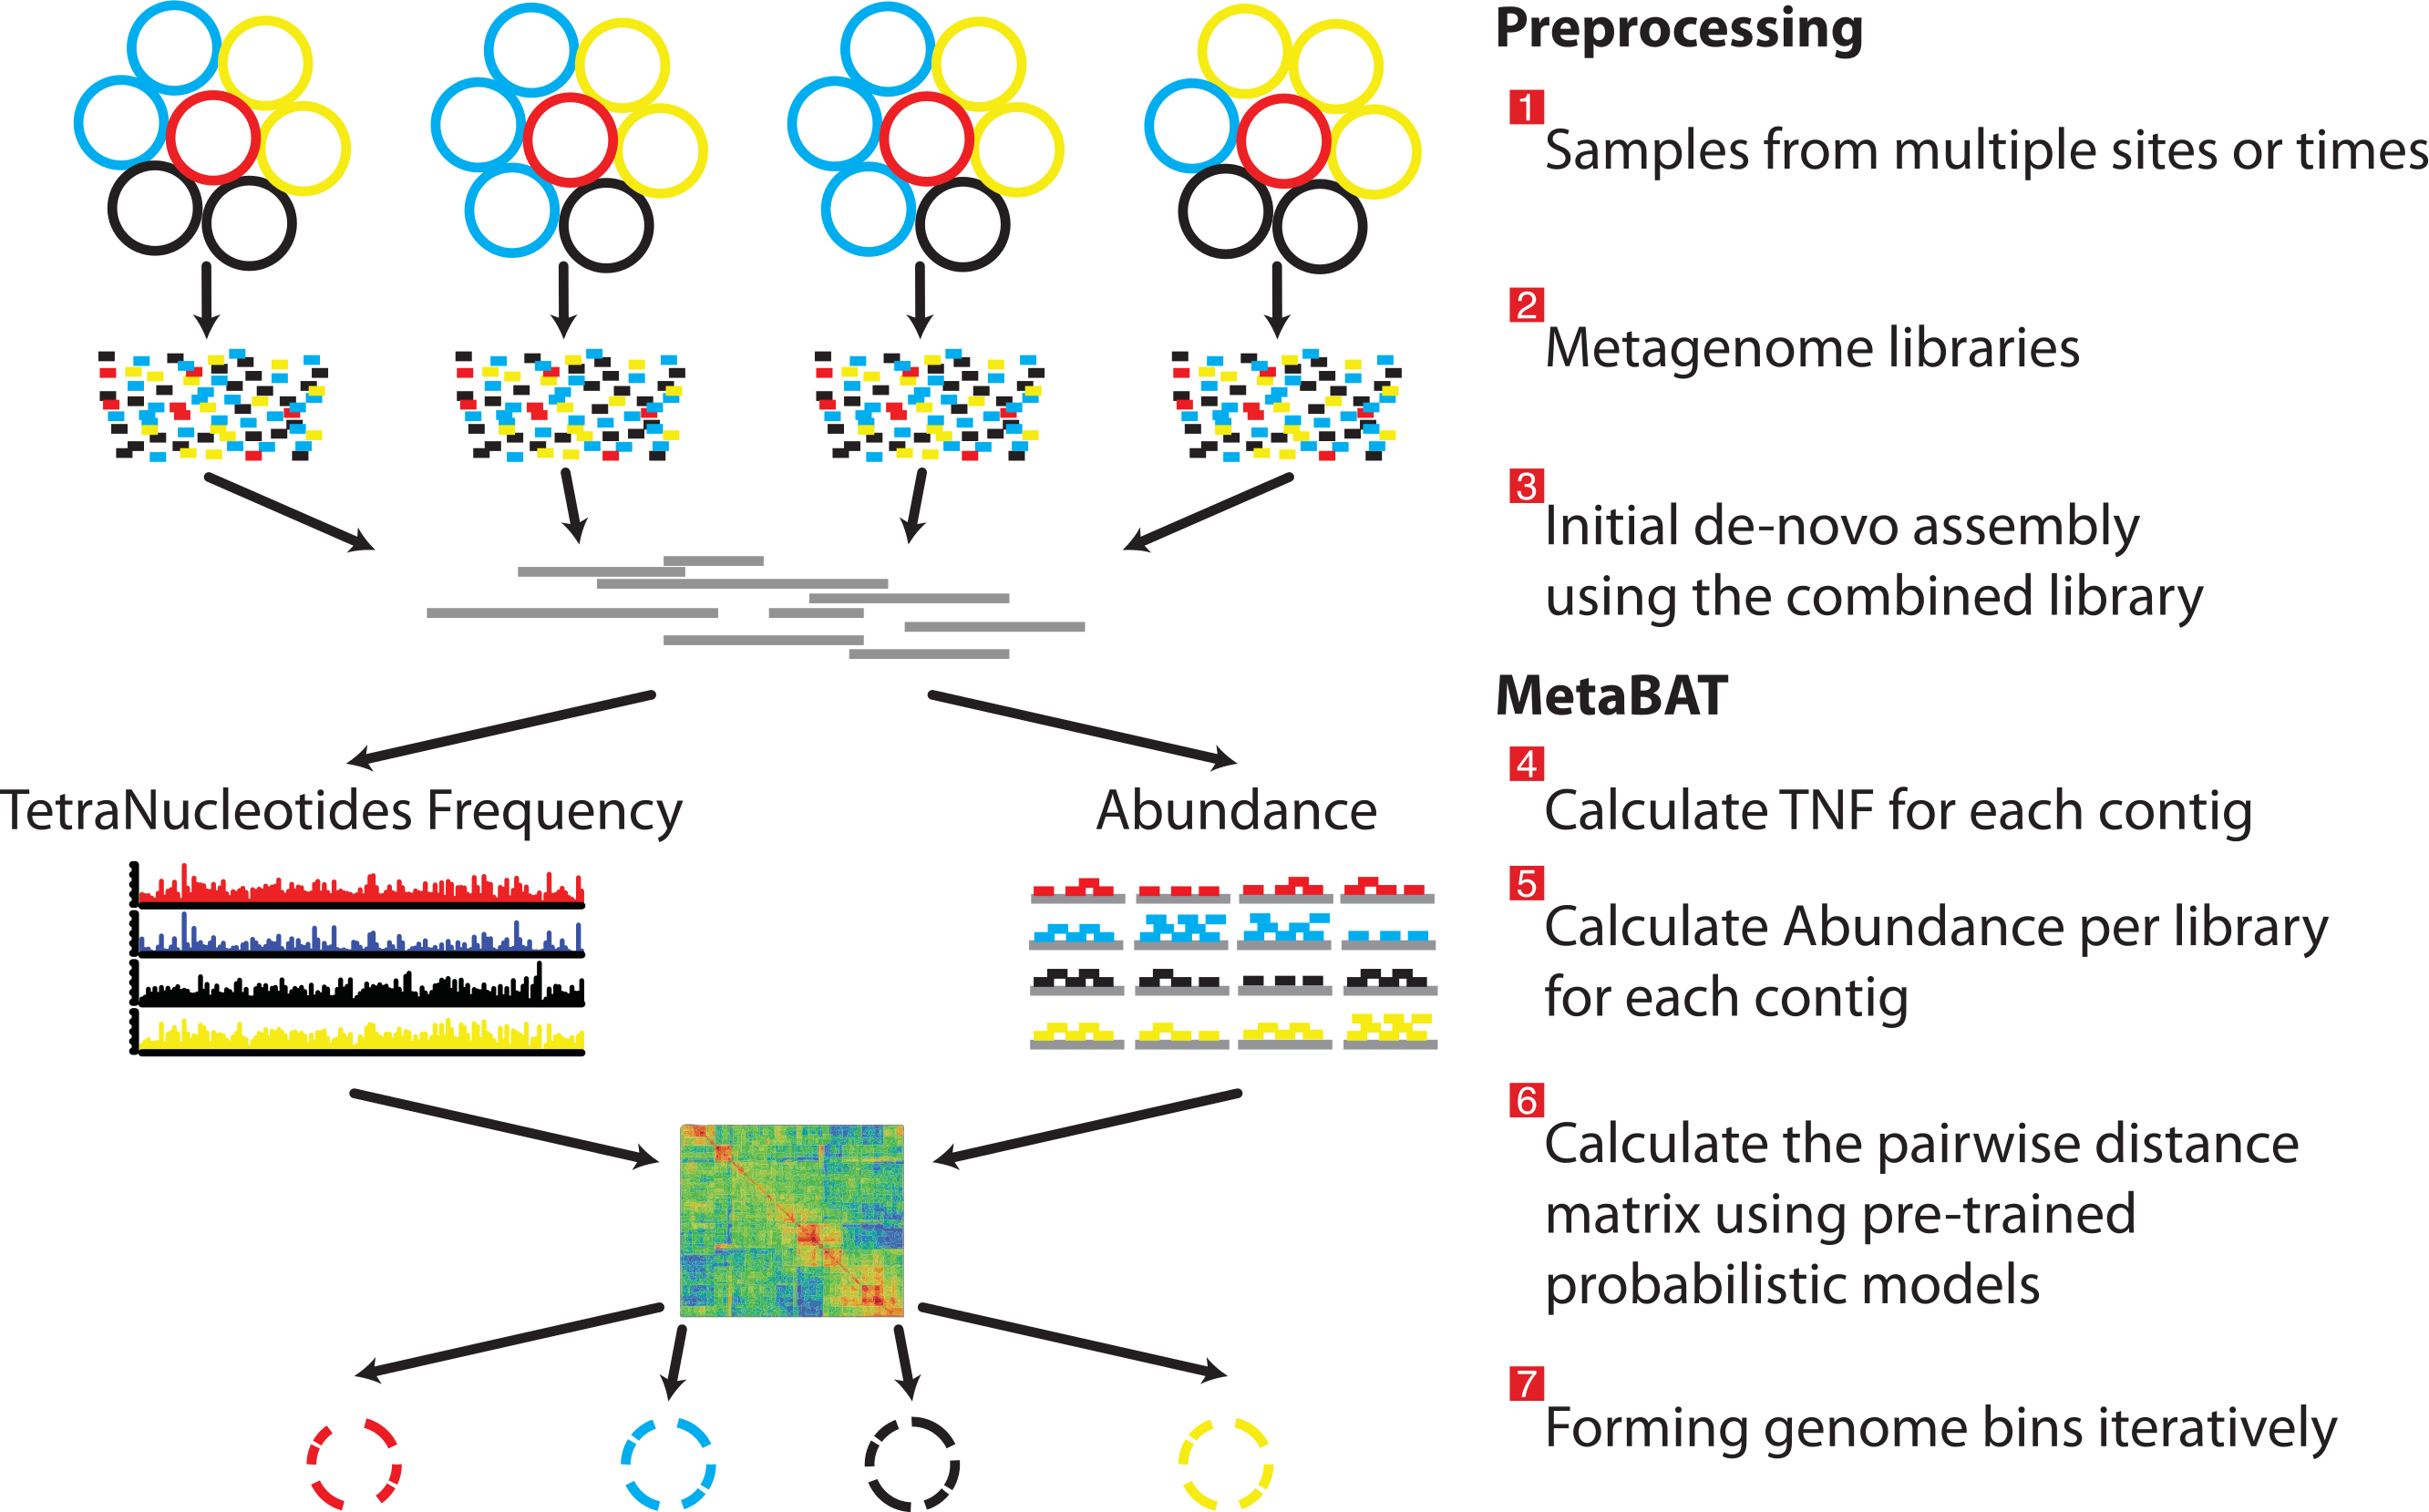 Preprocessing
1
Samples from multiple sites or times
2
Metagenome libraries
3
Initial de-novo assembly
using the combined library
MetaBAT
4
TetraNucleotides Frequency
Abundance
Calculate TNF for each contig
5
Calculate Abundance per library
for each contig
6
Calculate the pairwise distance
matrix using pre-trained
probabilistic models
7
Forming genome bins iteratively